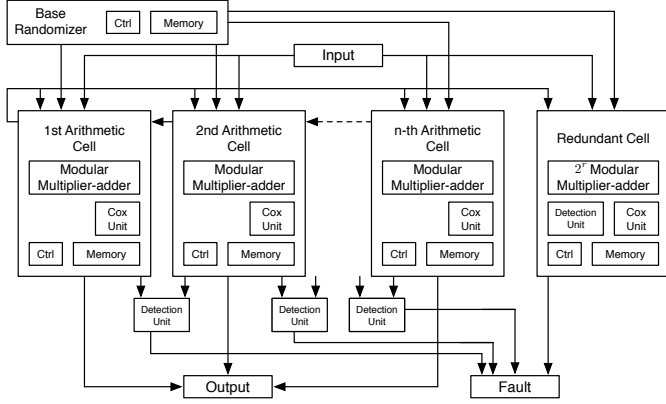 Base
Randomizer
Ctrl
Memory
Input
1st Arithmetic
Cell
Modular
Multiplier-adder
Cox
Unit
Ctrl
Memory
2nd Arithmetic
Cell
Modular
Multiplier-adder
Cox
Unit
Ctrl
Memory
n-th Arithmetic
Cell
Modular
Multiplier-adder
Cox
Unit
Ctrl
Memory
Redundant Cell
2^r Modular
Multiplier-adder
Detection
Unit
Cox
Unit
Ctrl
Memory
Detection
Unit
Detection
Unit
Detection
Unit
Output
Fault